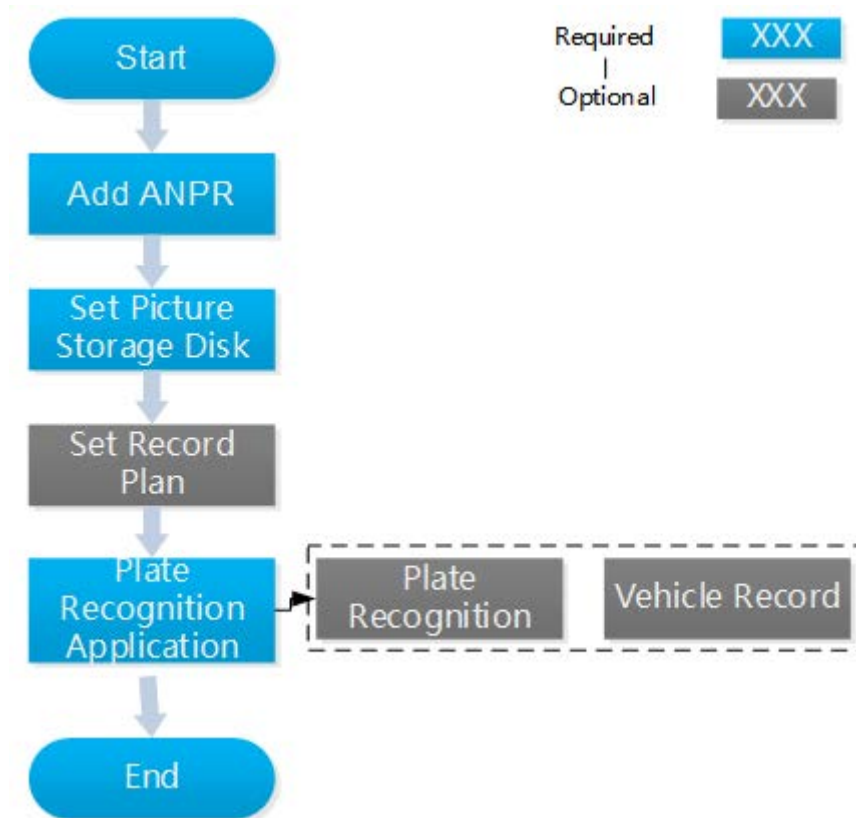 Start
Required
XXX
Optional
XXX
Add ANPR
Set Picture
Storage Disk
Set Record
Plan
Plate
Recognition
Application
Plate
Recognition
Vehicle Record
End